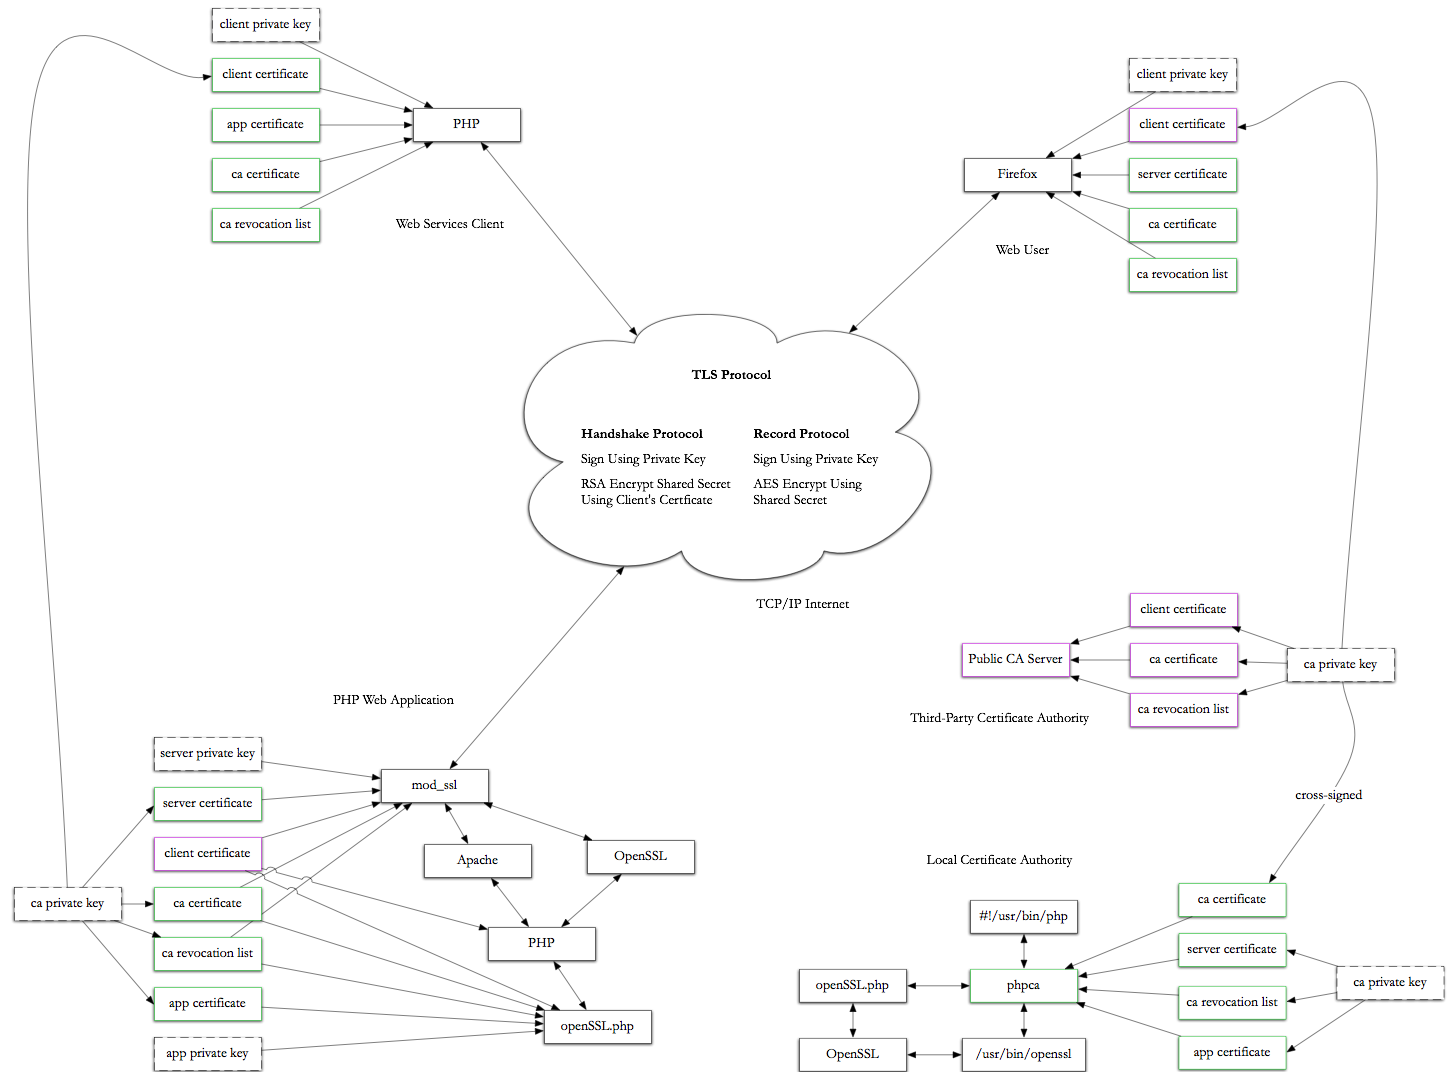 client private key
client certificate
app certificate
ca certificate
ca revocation list
PHP
Web Services Client
client private key
client certificate
server certificate
ca certificate
ca revocation list
Firefox
Web User
TLS Protocol
Handshake Protocol
Sign Using Private Key
RSA Encrypt Shared Secret
Using Client's Certficate
Record Protocol
Sign Using Private Key
AES Encrypt Using
Shared Secret
TCP/IP Internet
client certificate
ca certificate
ca revocation list
Public CA Server
ca private key
Third-Party Certificate Authority
cross-signed
PHP Web Application
server private key
server certificate
client certificate
ca certificate
ca revocation list
app certificate
app private key
ca private key
mod_ssl
Apache
OpenSSL
PHP
openSSL.php
Local Certificate Authority
#!/usr/bin/php
openSSL.php
phpca
OpenSSL
/usr/bin/openssl
ca certificate
server certificate
ca revocation list
app certificate
ca private key